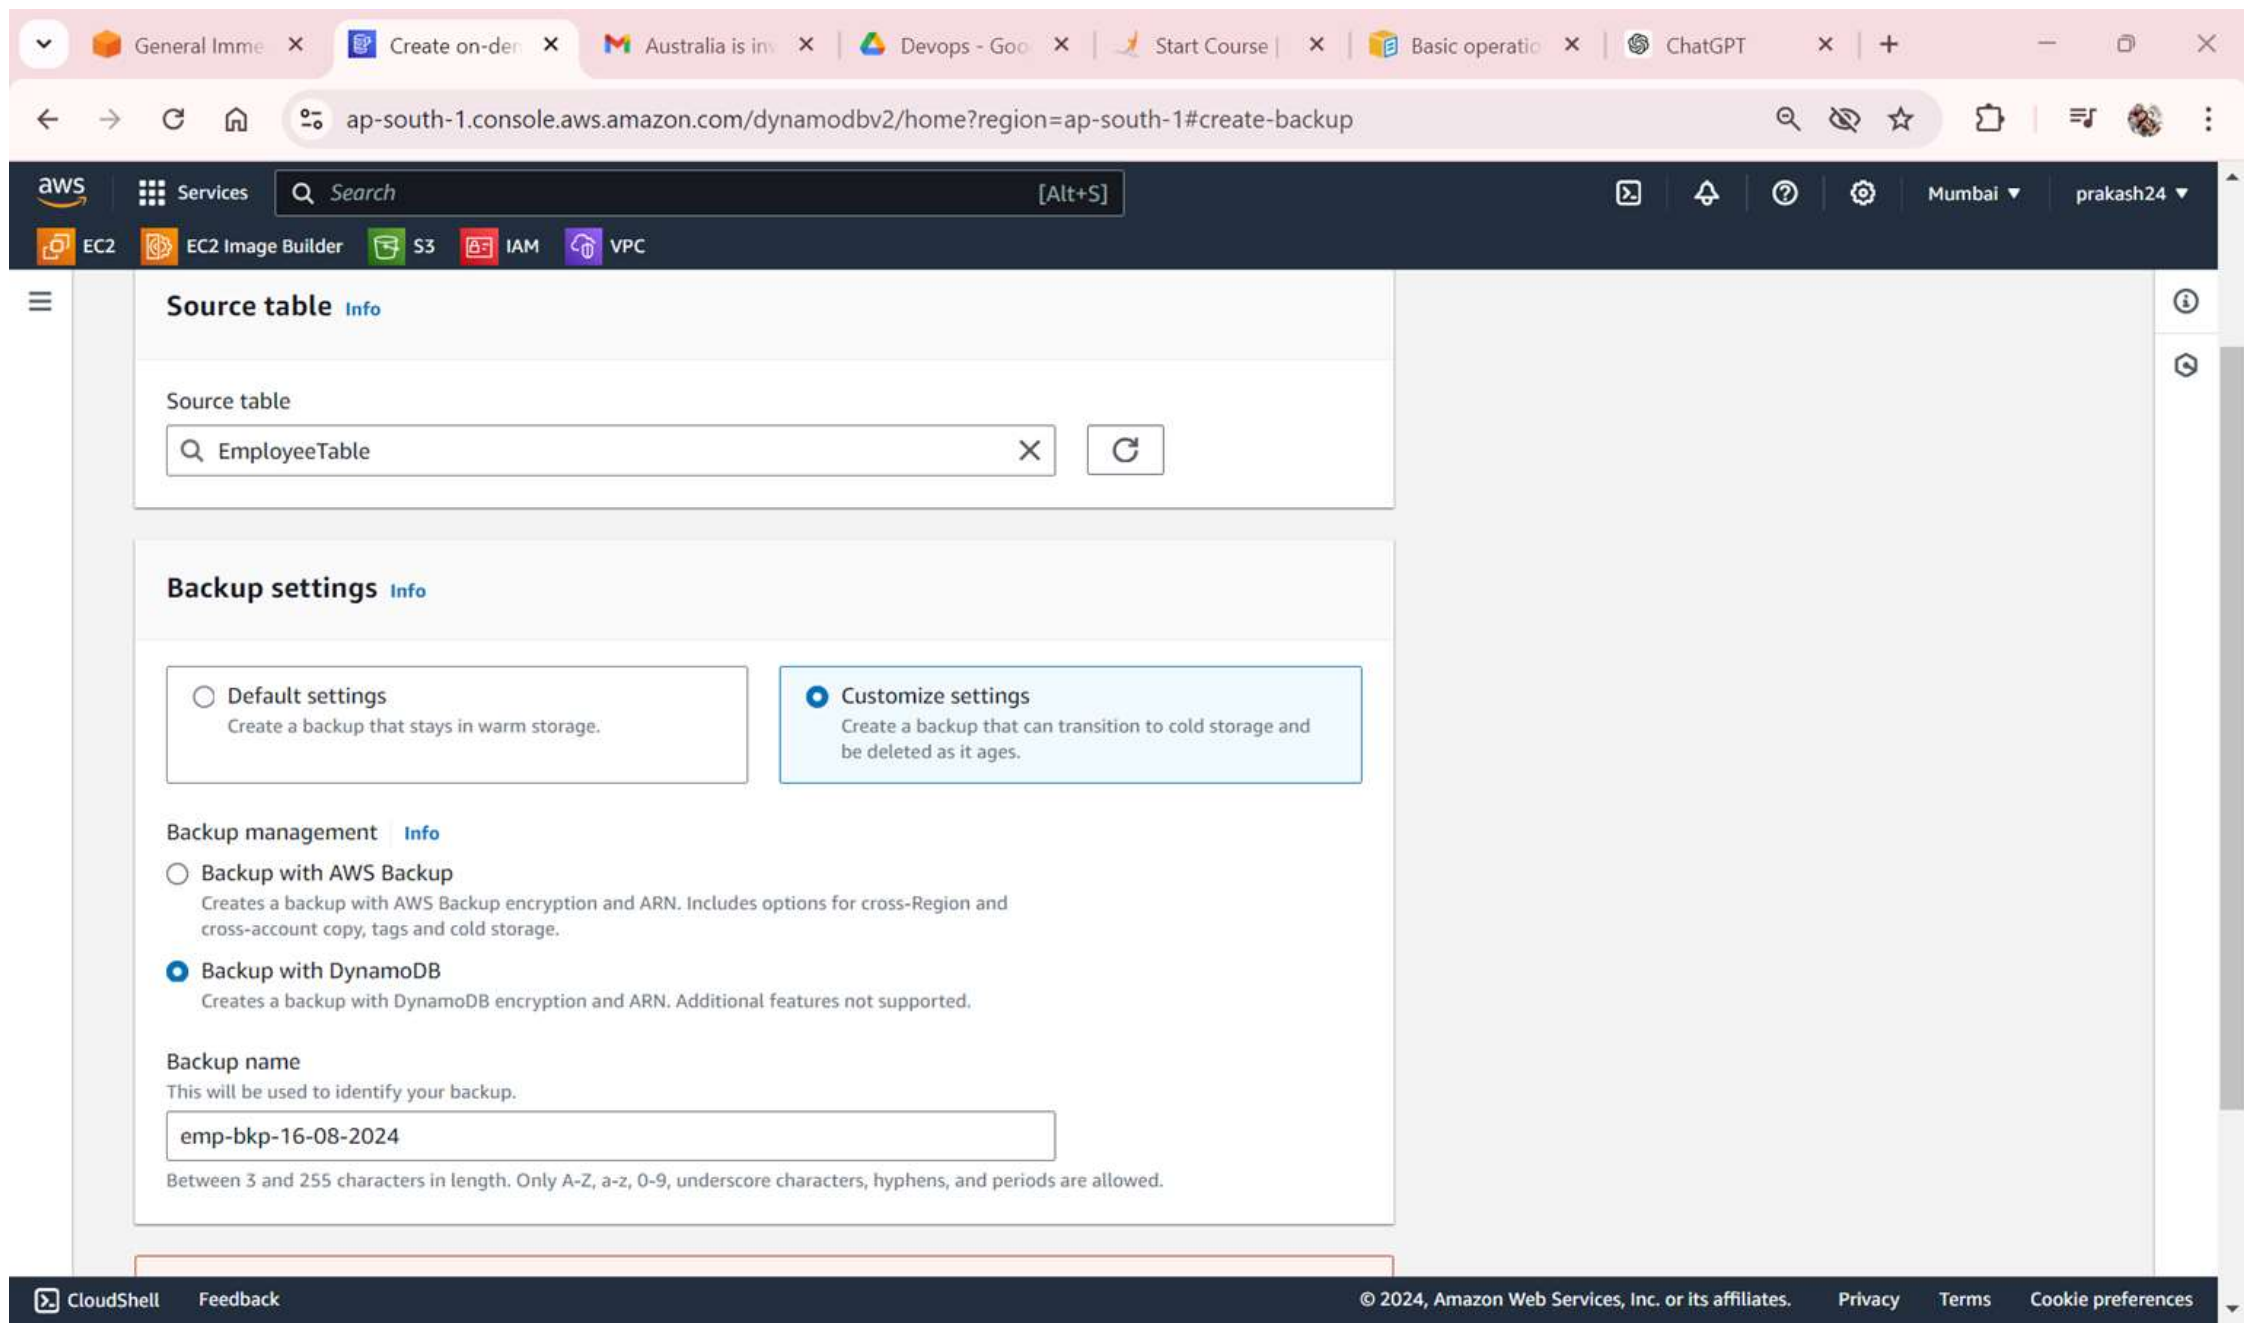 General Imme
Create on-den
Australia is inv
Devops - Goo
Start Course |
Basic operatio
ChatGPT
ap-south-1.console.aws.amazon.com/dynamodbv2/home?region=ap-south-1#create-backup
aws
Services
Search
[Alt+S]
Mumbai
prakash24
EC2
EC2 Image Builder
S3
IAM
VPC
Source table Info
Source table
EmployeeTable
Backup settings Info
Default settings
Create a backup that stays in warm storage.
Customize settings
Create a backup that can transition to cold storage and
be deleted as it ages.
Backup management Info
Backup with AWS Backup
Creates a backup with AWS Backup encryption and ARN. Includes options for cross-Region and
cross-account copy, tags and cold storage.
Backup with DynamoDB
Creates a backup with DynamoDB encryption and ARN. Additional features not supported.
Backup name
This will be used to identify your backup.
emp-bkp-16-08-2024
Between 3 and 255 characters in length. Only A-Z, a-z, 0-9, underscore characters, hyphens, and periods are allowed.
CloudShell
Feedback
© 2024, Amazon Web Services, Inc. or its affiliates.
Privacy
Terms
Cookie preferences